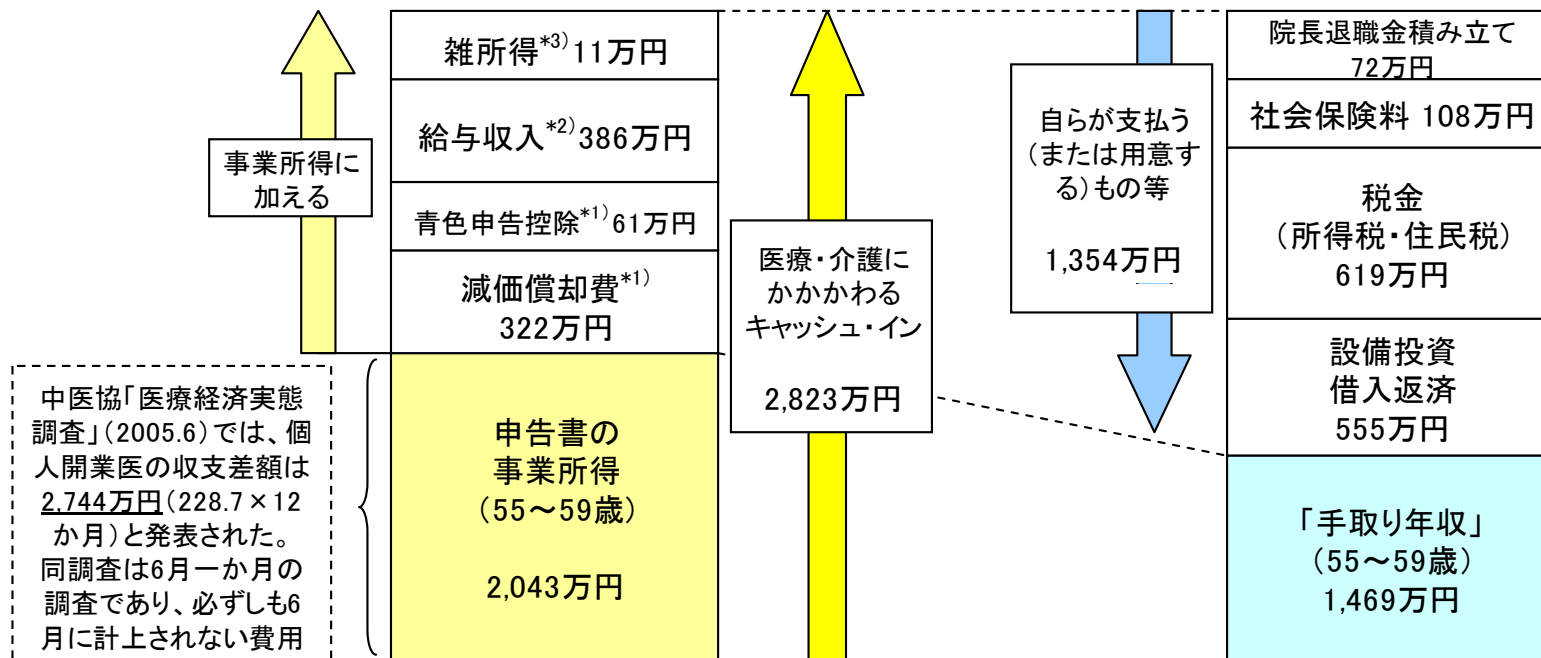 雑所得*3) 11万円
給与収入*2) 386万円
青色申告控除*1) 61万円
減価償却費*1)
322万円
事業所得に
加える
申告書の
事業所得
(55～59歳)
2,043万円
中医協「医療経済実態
調査」(2005.6)では、個
人開業医の収支差額は
2,744万円(228.7×12
か月)と発表された。
同調査は6月一か月の
調査であり、必ずしも6
月に計上されない費用
医療・介護に
かかかわる
キャッシュ・イン
2,823万円
自らが支払う
(または用意す
る)もの等
1,354万円
院長退職金積み立て
72万円
社会保険料 108万円
税金
(所得税・住民税)
619万円
設備投資
借入返済
555万円
「手取り年収」
(55～59歳)
1,469万円